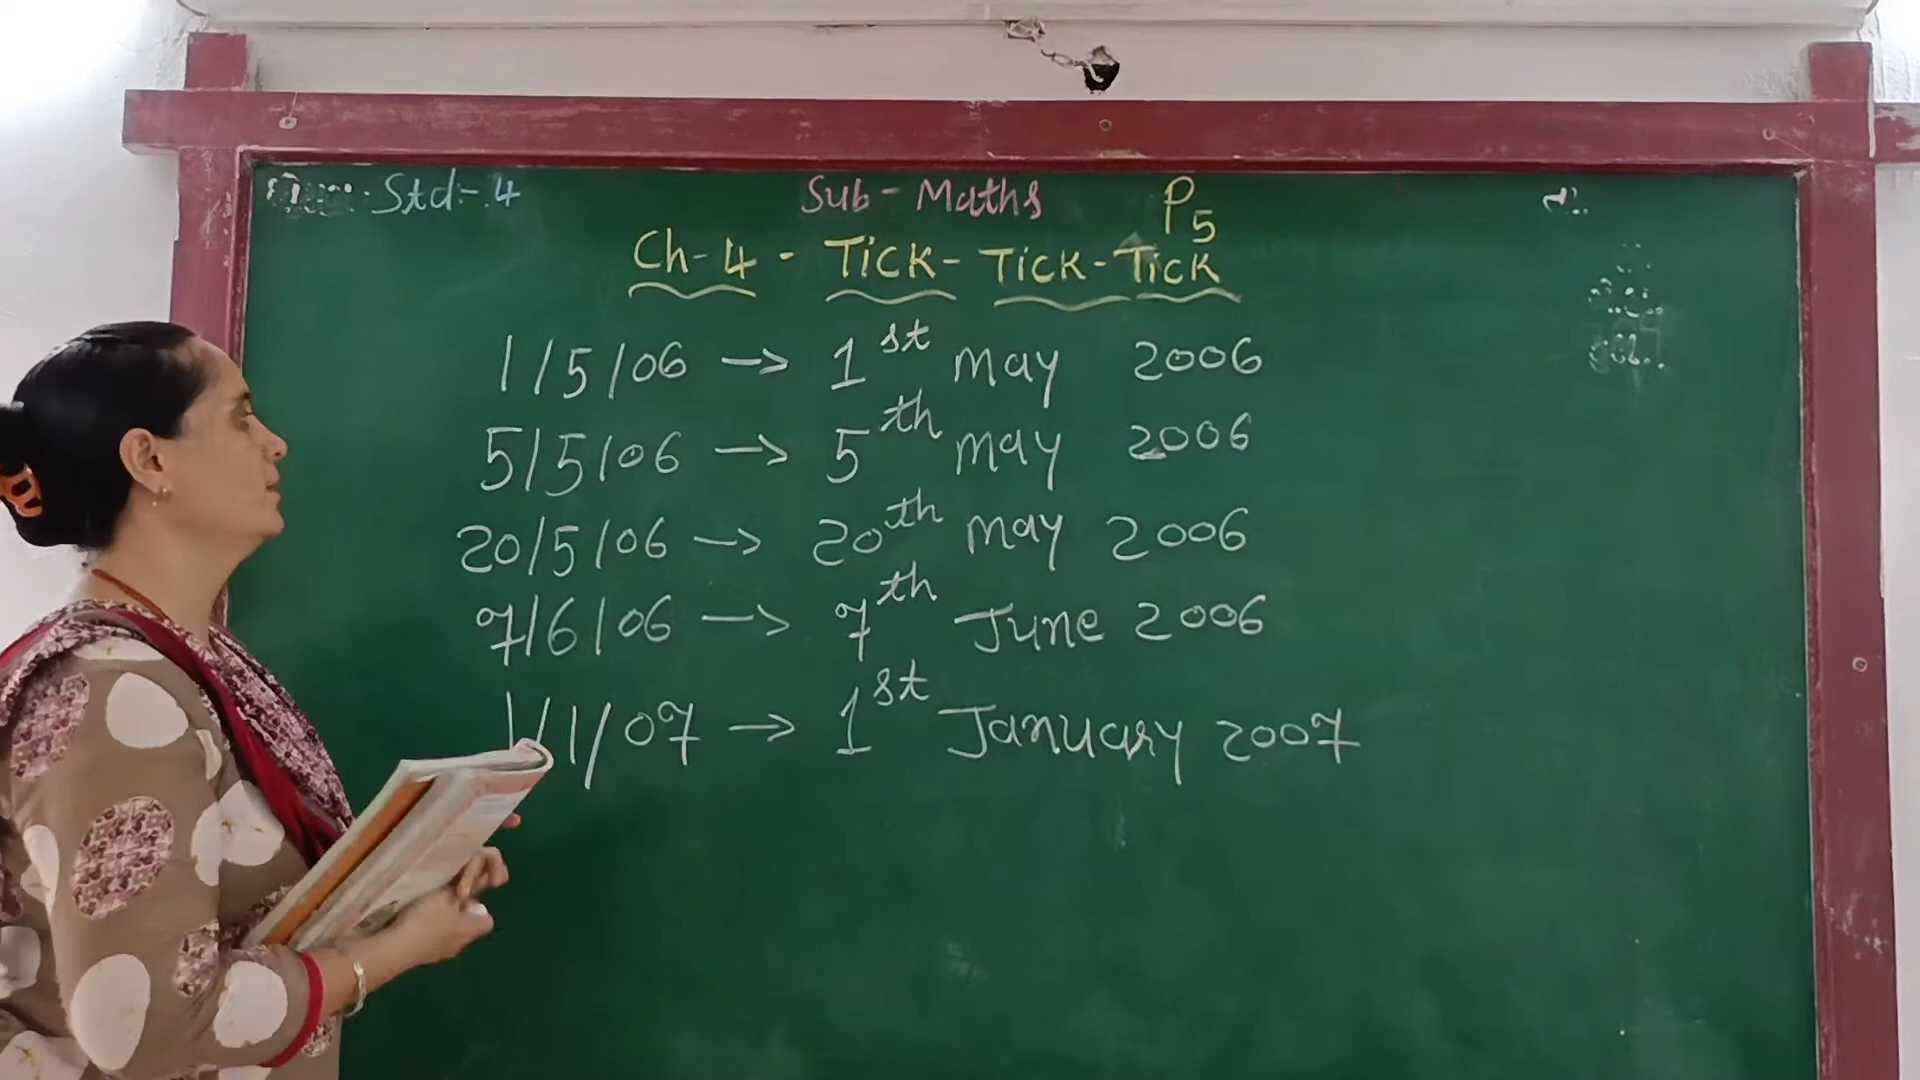 Std:-4 Sub-Maths P5
Ch-4 - TicK-TicK-TicK
1/5/06 → 1st may 2006
5/5/06 → 5th may 2006
20/5/06 → 20th may 2006
7/6/06 → 7th June 2006
1/1/07 → 1st January 2007